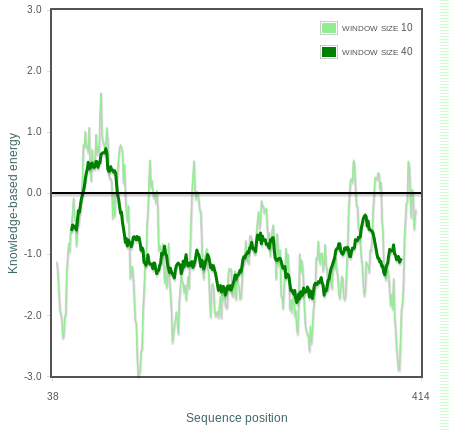 3.0
WINDOW SIZE 10
WINDOW SIZE 40
2.0
1.0
0.0
-1.0
-2.0
-3.0
Knowledge-based energy
38
414
Sequence position